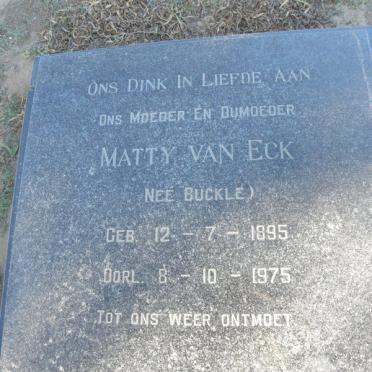 Ons Dink In Liefde Aan
Ons Moeder En Oumoeder
Matty van Eck
Nee Buckle)
Geb. 12 - 7 - 1895
Oorl. 8 - 10 - 1975
Tot Ons Weer Ontmoet